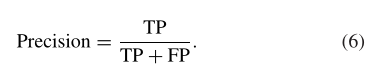 Precision = TP / TP + FP. (6)